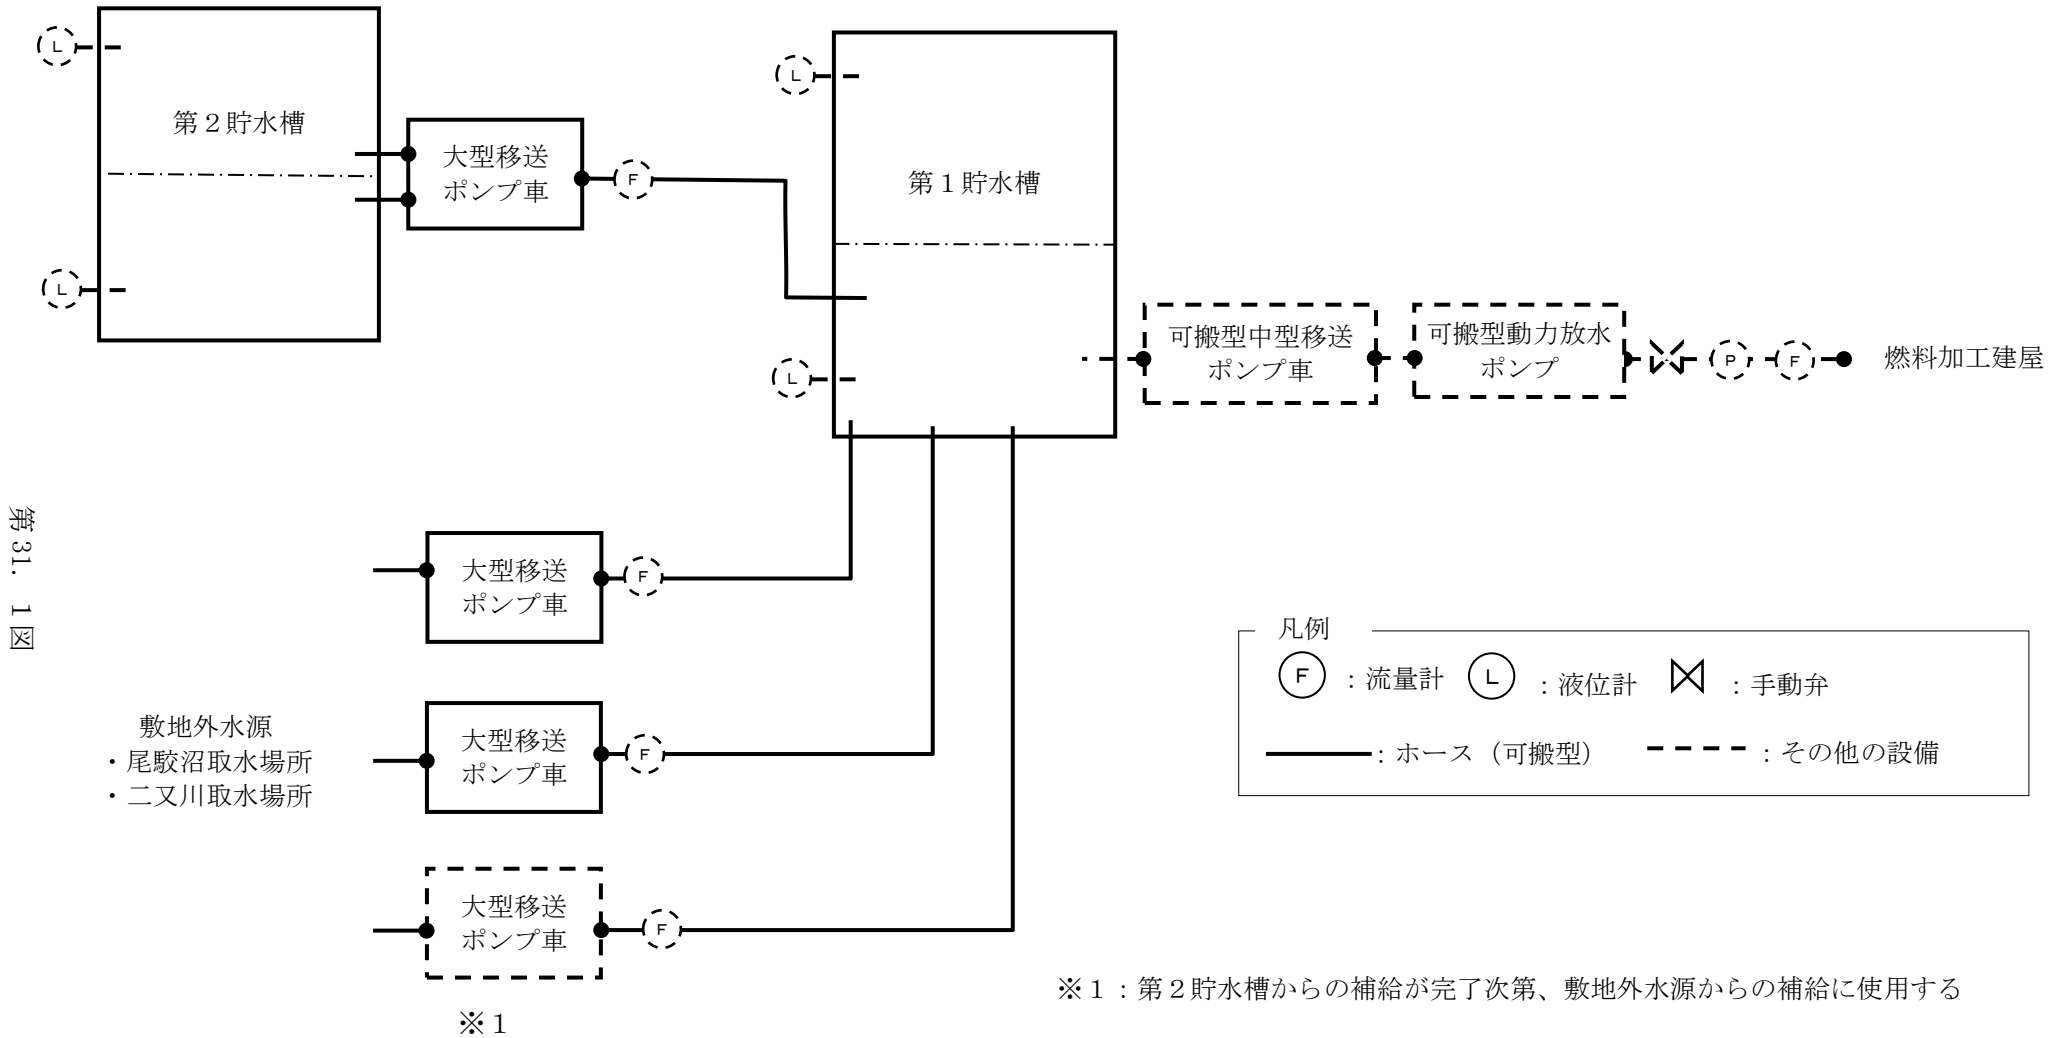 L
第２貯水槽
L
大型移送
ポンプ車
F
L
第１貯水槽
L
可搬型中型移送
ポンプ車
可搬型動力放水
ポンプ
P
F
燃料加工建屋
大型移送
ポンプ車
F
敷地外水源
・尾駮沼取水場所
・二又川取水場所
大型移送
ポンプ車
F
大型移送
ポンプ車
F
※１
凡例
F ：流量計 L ：液位計 ：手動弁
：ホース（可搬型） ：その他の設備
※１：第２貯水槽からの補給が完了次第、敷地外水源からの補給に使用する
第 31. １図